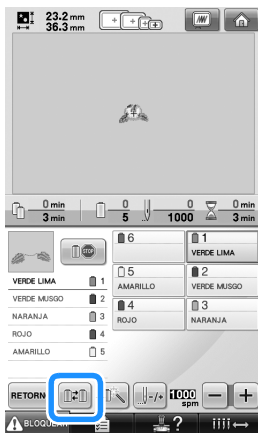 23.2 mm
36.3 mm
0 min
3 min
0
5
0
1000
0 min
3 min
STOP
6
1
VERDE LIMA
VERDE LIMA 1
5
AMARILLO
2
VERDE MUSGO
VERDE MUSGO 2
NARANJA 3
4
ROJO
3
NARANJA
ROJO 4
AMARILLO 5
RETORN
-/+
1000
spm
−
+
BLOQUEA
?